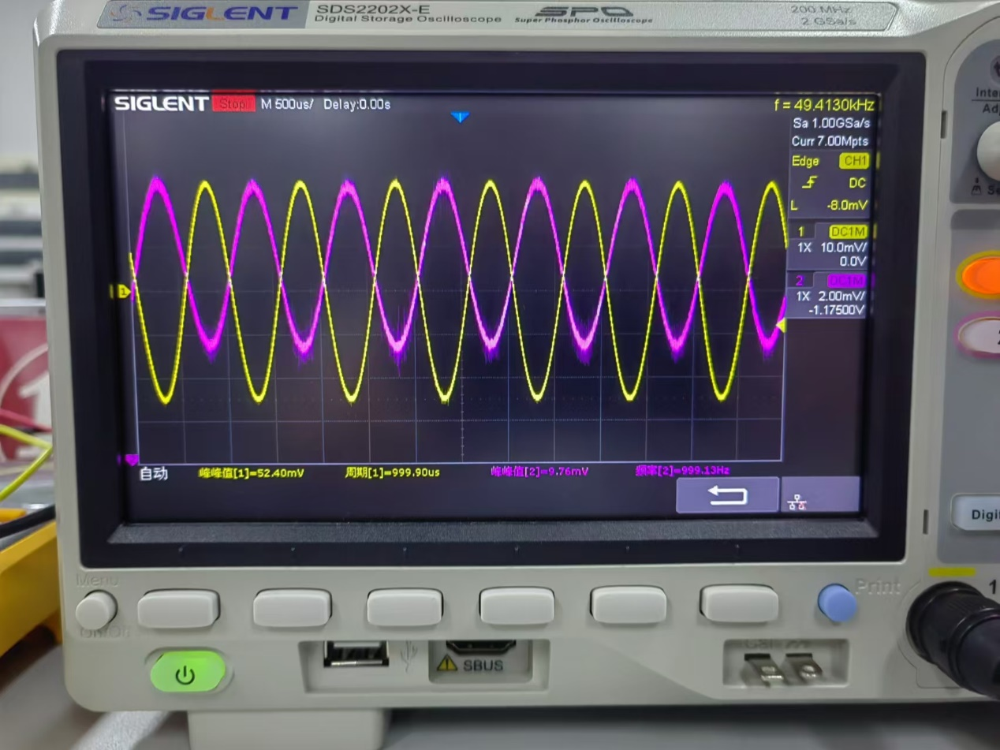 SIGLENT SDS2202X-E
Digital Storage Oscilloscope
SPO
Super Phosphor Oscilloscope
200 MHz
2 GSa/s
SIGLENT Stop M 500us/ Delay:0.00s
f = 49.4130kHz
Sa 1.00GSa/s
Curr 7.00Mpts
Edge CH1
DC
L -8.0mV
1 DC1M
1X 10.0mV/
0.0V
2 DC1M
1X 2.00mV/
-1.17500V
1
自动 峰峰值[1]=52.40mV 周期[1]=999.90us 峰峰值[2]=9.76mV 频率[2]=999.13Hz
Menu
On/Off
Print
SBUS
Cal
Inte
Adj
Se
2
Digi
1